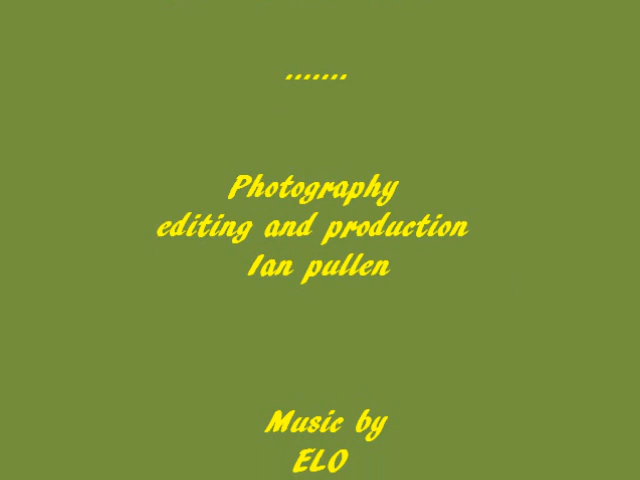 .......
Photography
editing and production
Ian pullen
Music by
ELO